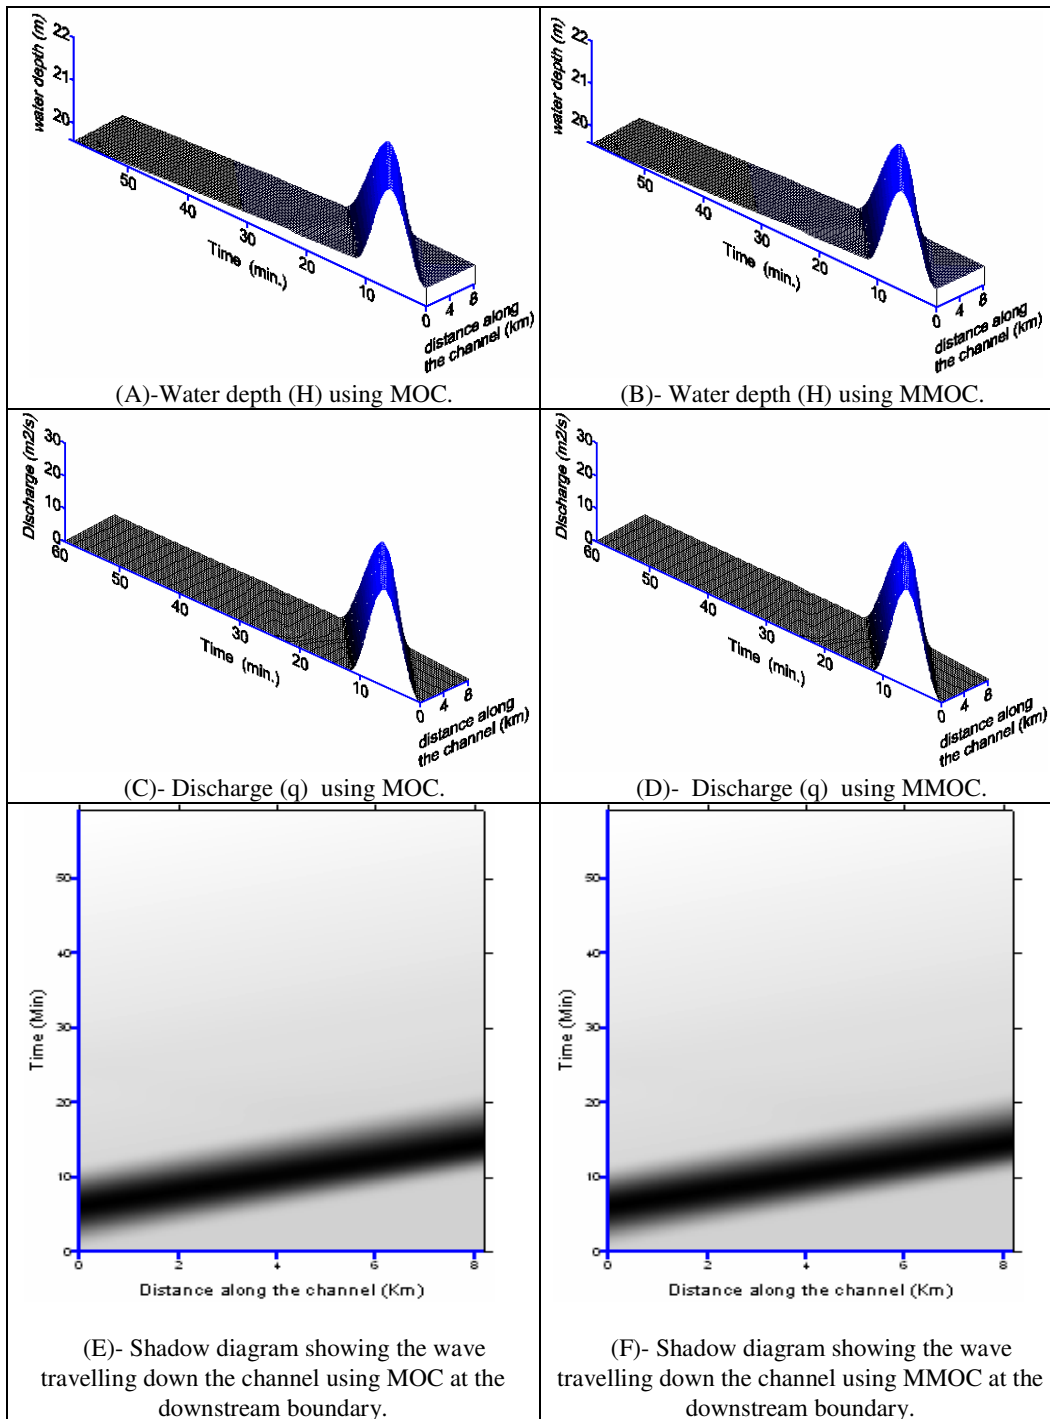 22
21
20
water depth (m)
50
40
30
20
10
0
4
8
Time (min.)
distance along
the channel (km)
(A)-Water depth (H) using MOC.
22
21
20
water depth (m)
50
40
30
20
10
0
4
8
Time (min.)
distance along
the channel (km)
(B)- Water depth (H) using MMOC.
30
20
10
0
Discharge (m2/s)
60
50
40
30
20
10
0
4
8
Time (min.)
distance along
the channel (km)
(C)- Discharge (q) using MOC.
30
20
10
0
Discharge (m2/s)
60
50
40
30
20
10
0
4
8
Time (min.)
distance along
the channel (km)
(D)- Discharge (q) using MMOC.
50
40
30
20
10
0
Time (Min)
0 2 4 6 8
Distance along the channel (Km)
(E)- Shadow diagram showing the wave
travelling down the channel using MOC at the
downstream boundary.
50
40
30
20
10
0
Time (Min)
0 2 4 6 8
Distance along the channel (Km)
(F)- Shadow diagram showing the wave
travelling down the channel using MMOC at the
downstream boundary.